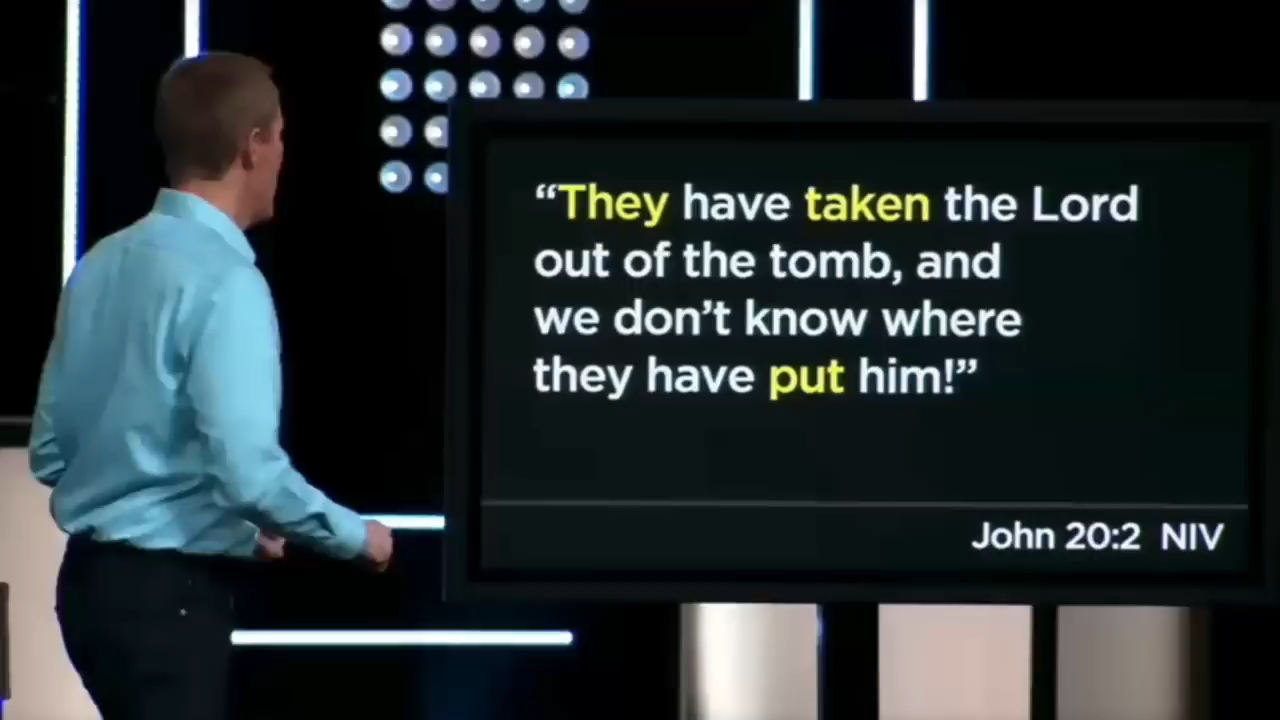 “They have taken the Lord
out of the tomb, and
we don’t know where
they have put him!”
John 20:2 NIV